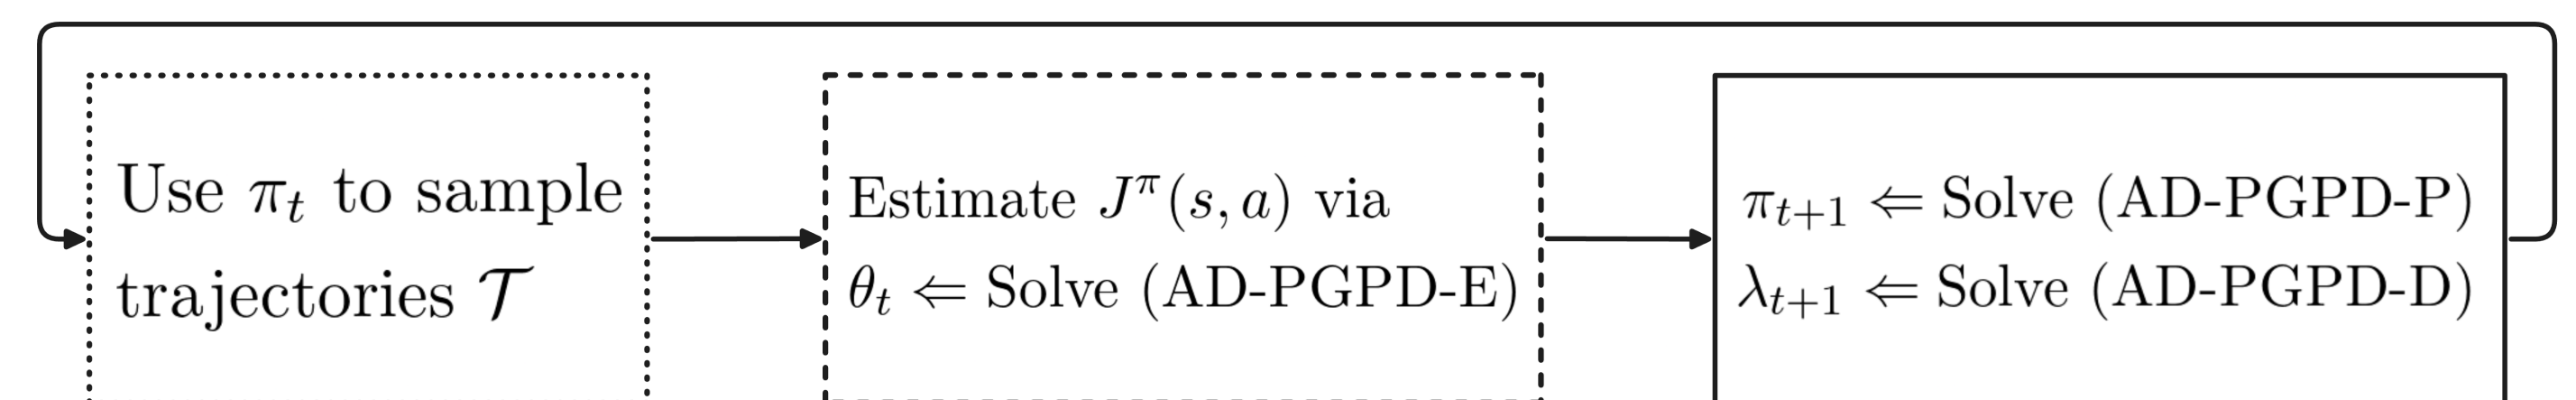 Use π_t to sample
trajectories 𝒯
Estimate J^π(s, a) via
θ_t ⇐ Solve (AD-PGPD-E)
π_{t+1} ⇐ Solve (AD-PGPD-P)
λ_{t+1} ⇐ Solve (AD-PGPD-D)